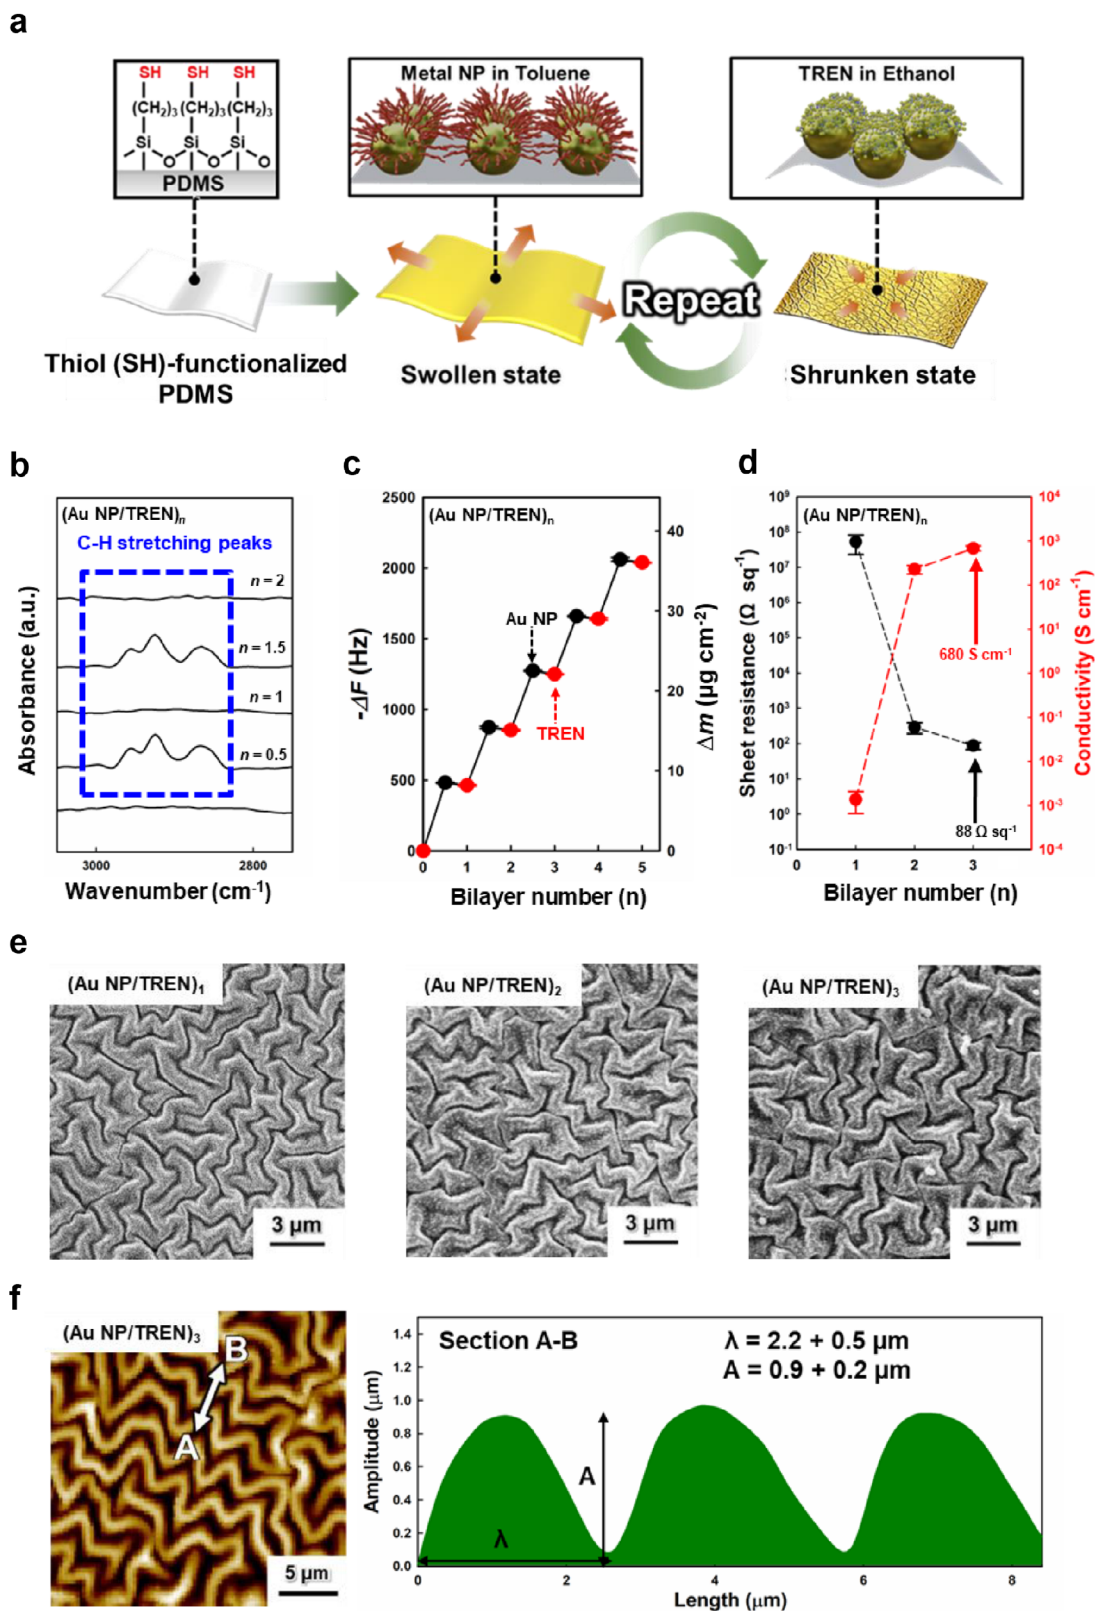 a
SH SH SH
(CH₂)₃ (CH₂)₃ (CH₂)₃
Si Si Si
O O O
PDMS
Metal NP in Toluene
TREN in Ethanol
Repeat
Thiol (SH)-functionalized
PDMS
Swollen state
Shrunken state
b
(Au NP/TREN)n
C-H stretching peaks
n = 2
n = 1.5
n = 1
n = 0.5
Absorbance (a.u.)
3000 2800
Wavenumber (cm-1)
c
(Au NP/TREN)n
2500
2000
1500
1000
500
0
-ΔF (Hz)
Au NP
TREN
40
30
20
10
0
Δm (μg cm-2)
0 1 2 3 4 5
Bilayer number (n)
d
(Au NP/TREN)n
10⁹
10⁸
10⁷
10⁶
10⁵
10⁴
10³
10²
10¹
10⁰
10⁻¹
Sheet resistance (Ω sq⁻¹)
680 S cm⁻¹
88 Ω sq⁻¹
10⁴
10³
10²
10¹
10⁰
10⁻¹
10⁻²
10⁻³
10⁻⁴
Conductivity (S cm⁻¹)
0 1 2 3
Bilayer number (n)
e
(Au NP/TREN)₁
3 μm
(Au NP/TREN)₂
3 μm
(Au NP/TREN)₃
3 μm
f
(Au NP/TREN)₃
B
A
5 μm
Section A-B
λ = 2.2 + 0.5 μm
A = 0.9 + 0.2 μm
1.4
1.2
1.0
0.8
0.6
0.4
0.2
0.0
Amplitude (μm)
A
λ
0 2 4 6 8
Length (μm)